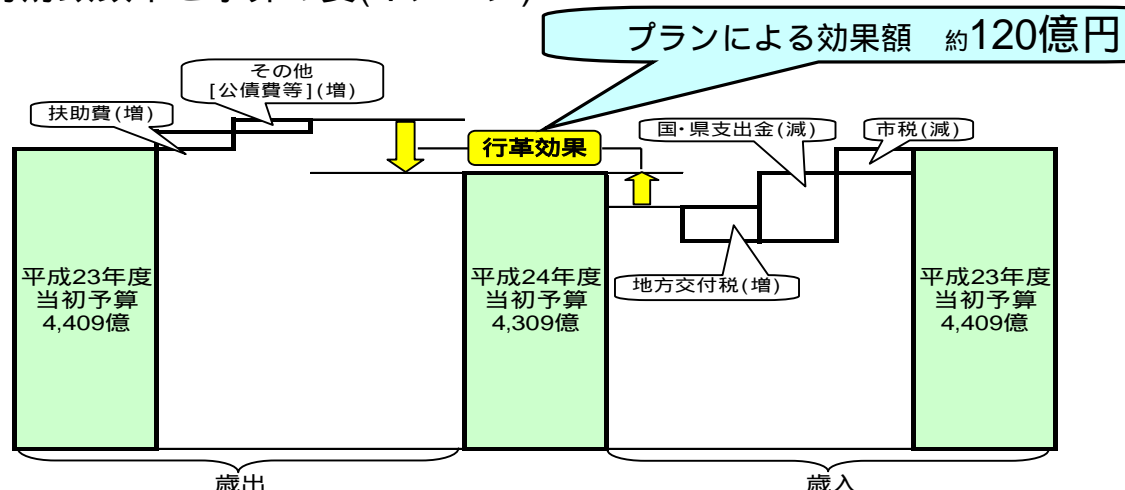 プランによる効果額　約120億円
その他
[公債費等](増)
扶助費(増)
行革効果
国・県支出金(減)
市税(減)
地方交付税(増)
平成23年度
当初予算
4,409億
平成24年度
当初予算
4,309億
平成23年度
当初予算
4,409億
歳出
歳入